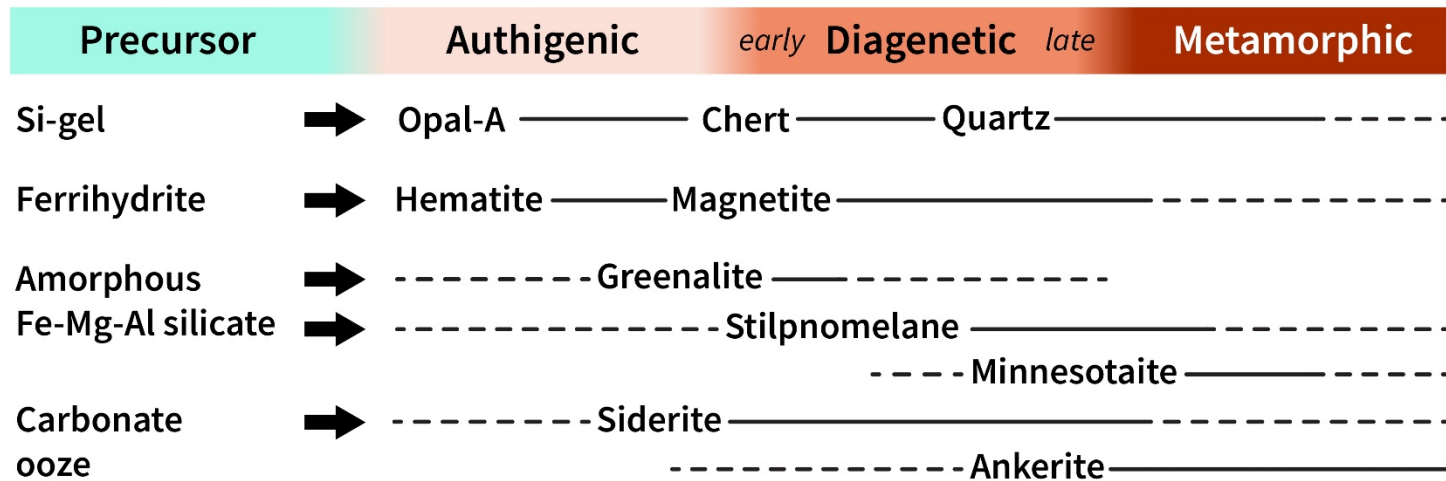 Precursor Authigenic early Diagenetic late Metamorphic
Si-gel Opal-A Chert Quartz
Ferrihydrite Hematite Magnetite
Amorphous Greenalite
Fe-Mg-Al silicate Stilpnomelane
Minnesotaite
Carbonate Siderite
ooze Ankerite